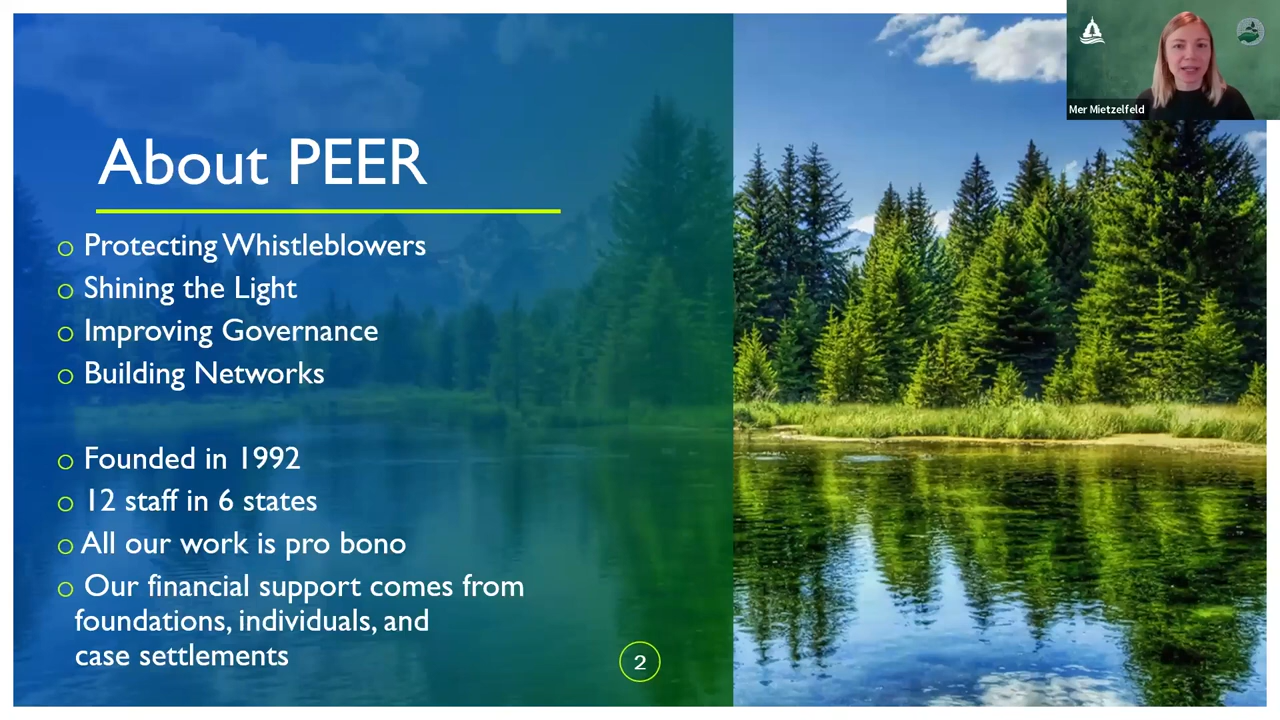 Mer Mietzelfeld
About PEER
o Protecting Whistleblowers
o Shining the Light
o Improving Governance
o Building Networks
o Founded in 1992
o 12 staff in 6 states
o All our work is pro bono
o Our financial support comes from
foundations, individuals, and
case settlements
2